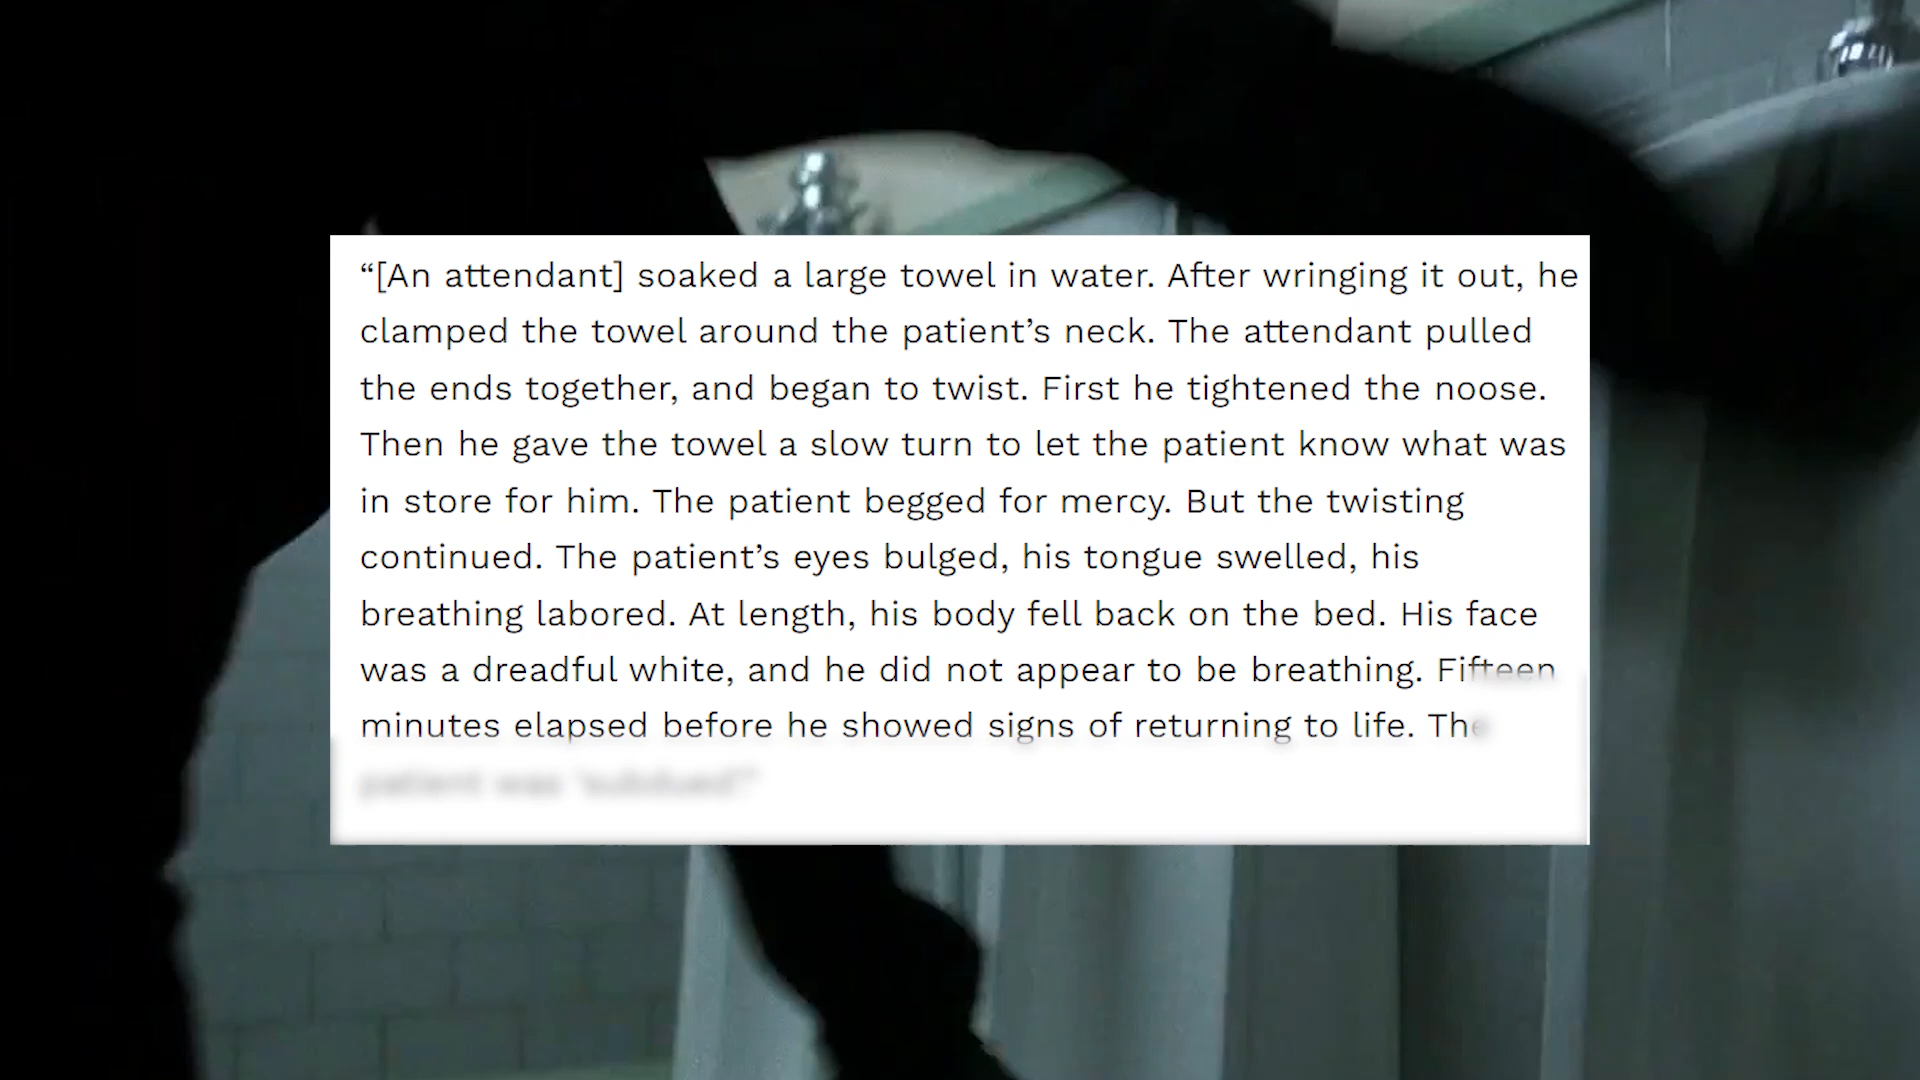 “[An attendant] soaked a large towel in water. After wringing it out, he
clamped the towel around the patient’s neck. The attendant pulled
the ends together, and began to twist. First he tightened the noose.
Then he gave the towel a slow turn to let the patient know what was
in store for him. The patient begged for mercy. But the twisting
continued. The patient’s eyes bulged, his tongue swelled, his
breathing labored. At length, his body fell back on the bed. His face
was a dreadful white, and he did not appear to be breathing. Fifteen
minutes elapsed before he showed signs of returning to life. The
patient was ‘subdued’”